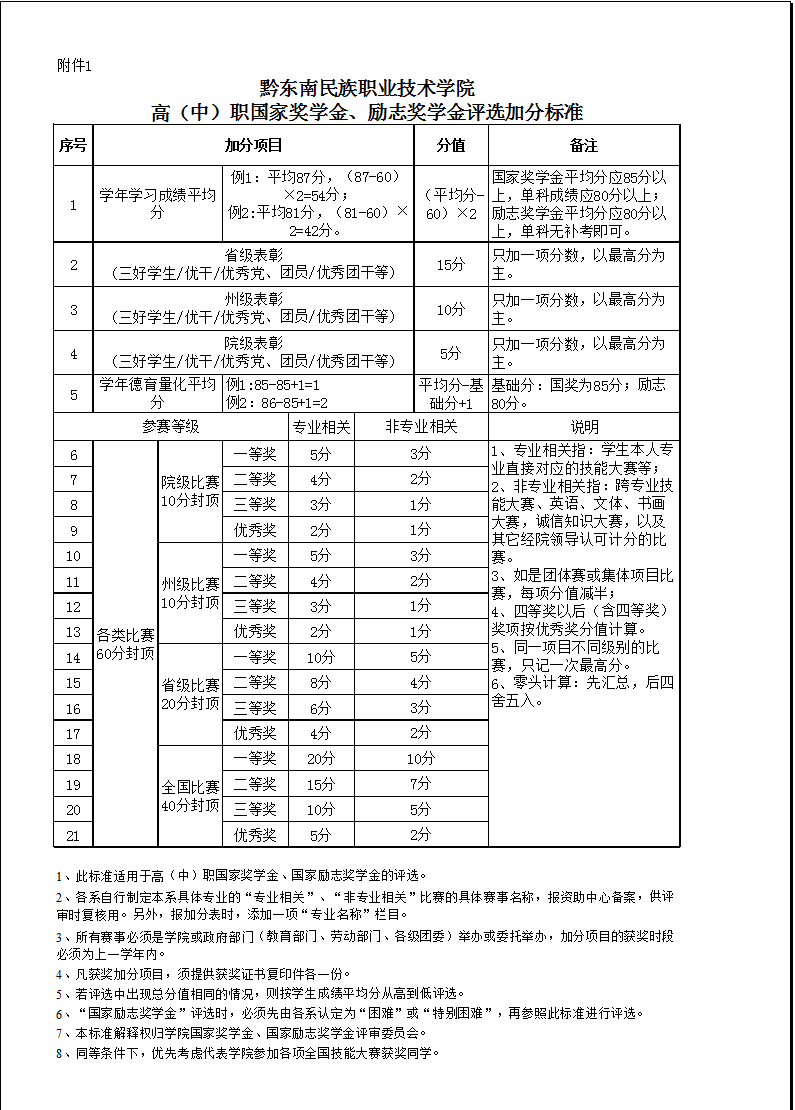 附件1
黔东南民族职业技术学院
高（中）职国家奖学金、励志奖学金评选加分标准
序号 加分项目 分值 备注
1 学年学习成绩平均分 例1：平均87分，（87-60）×2=54分； 例2:平均81分，（81-60）×2=42分。 （平均分-60）×2 国家奖学金平均分应85分以上，单科成绩应80分以上；励志奖学金平均分应80分以上，单科无补考即可。
2 省级表彰（三好学生/优干/优秀党、团员/优秀团干等） 15分 只加一项分数，以最高分为主。
3 州级表彰（三好学生/优干/优秀党、团员/优秀团干等） 10分 只加一项分数，以最高分为主。
4 院级表彰（三好学生/优干/优秀党、团员/优秀团干等） 5分 只加一项分数，以最高分为主。
5 学年德育量化平均分 例1:85-85+1=1 例2：86-85+1=2 平均分-基础分+1 基础分：国奖为85分；励志80分。
参赛等级 专业相关 非专业相关 说明
各类比赛60分封顶
院级比赛10分封顶
6 一等奖 5分 3分
7 二等奖 4分 2分
8 三等奖 3分 1分
9 优秀奖 2分 1分
州级比赛10分封顶
10 一等奖 5分 3分
11 二等奖 4分 2分
12 三等奖 3分 1分
13 优秀奖 2分 1分
省级比赛20分封顶
14 一等奖 10分 5分
15 二等奖 8分 4分
16 三等奖 6分 3分
17 优秀奖 4分 2分
全国比赛40分封顶
18 一等奖 20分 10分
19 二等奖 15分 7分
20 三等奖 10分 5分
21 优秀奖 5分 2分
1、专业相关指：学生本人专
业直接对应的技能大赛等；
2、非专业相关指：跨专业技
能大赛、英语、文体、书画
大赛，诚信知识大赛，以及
其它经院领导认可计分的比
赛。
3、如是团体赛或集体项目比
赛，每项分值减半；
4、四等奖以后（含四等奖）
奖项按优秀奖分值计算。
5、同一项目不同级别的比
赛，只记一次最高分。
6、零头计算：先汇总，后四
舍五入。
1、此标准适用于高（中）职国家奖学金、国家励志奖学金的评选。
2、各系自行制定本系具体专业的“专业相关”、“非专业相关”比赛的具体赛事名称，报资助中心备案，供评
审时复核用。另外，报加分表时，添加一项“专业名称”栏目。
3、所有赛事必须是学院或政府部门（教育部门、劳动部门、各级团委）举办或委托举办，加分项目的获奖时段
必须为上一学年内。
4、凡获奖加分项目，须提供获奖证书复印件各一份。
5、若评选中出现总分值相同的情况，则按学生成绩平均分从高到低评选。
6、“国家励志奖学金”评选时，必须先由各系认定为“困难”或“特别困难”，再参照此标准进行评选。
7、本标准解释权归学院国家奖学金、国家励志奖学金评审委员会。
8、同等条件下，优先考虑代表学院参加各项全国技能大赛获奖同学。